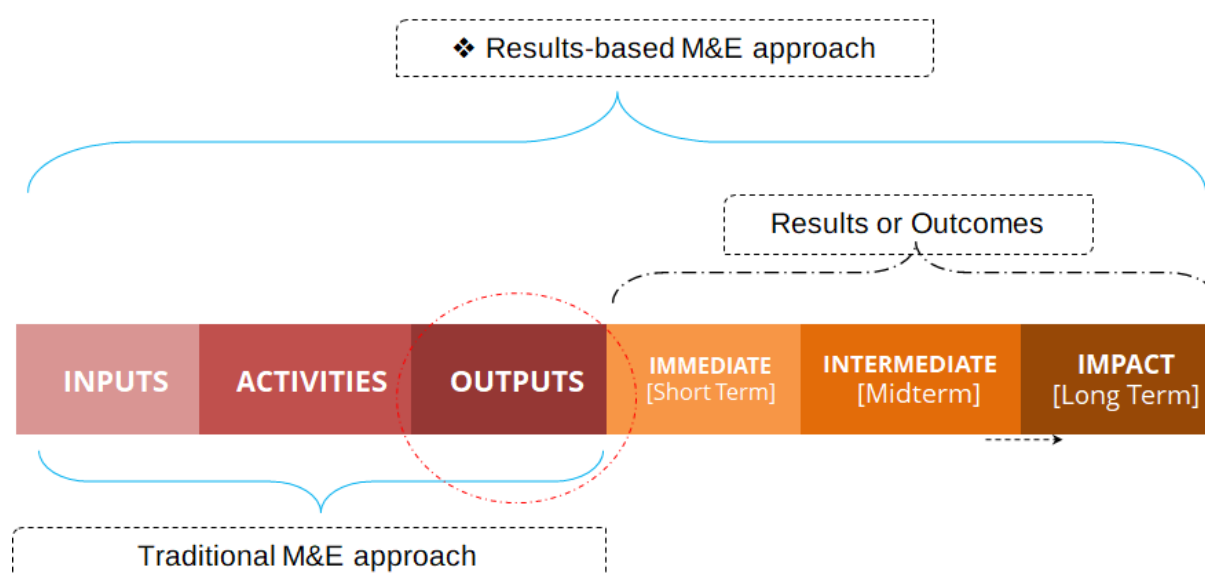 ❖ Results-based M&E approach
Results or Outcomes
INPUTS
ACTIVITIES
OUTPUTS
IMMEDIATE
[Short Term]
INTERMEDIATE
[Midterm]
IMPACT
[Long Term]
Traditional M&E approach